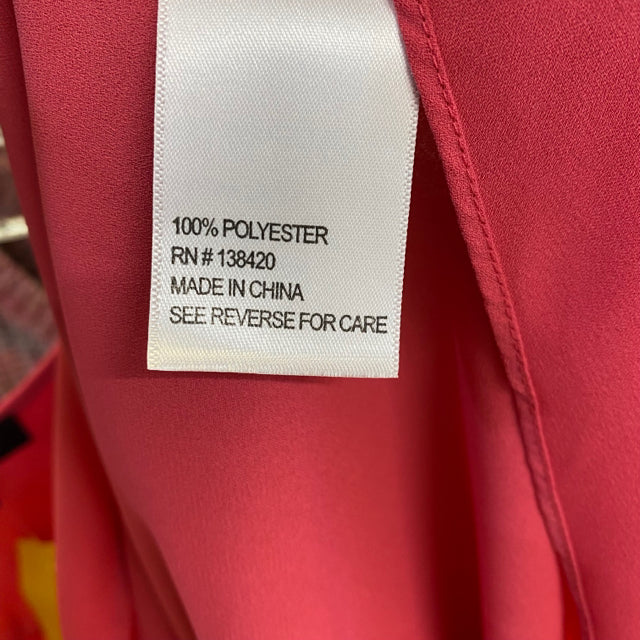 100% POLYESTER
RN # 138420
MADE IN CHINA
SEE REVERSE FOR CARE